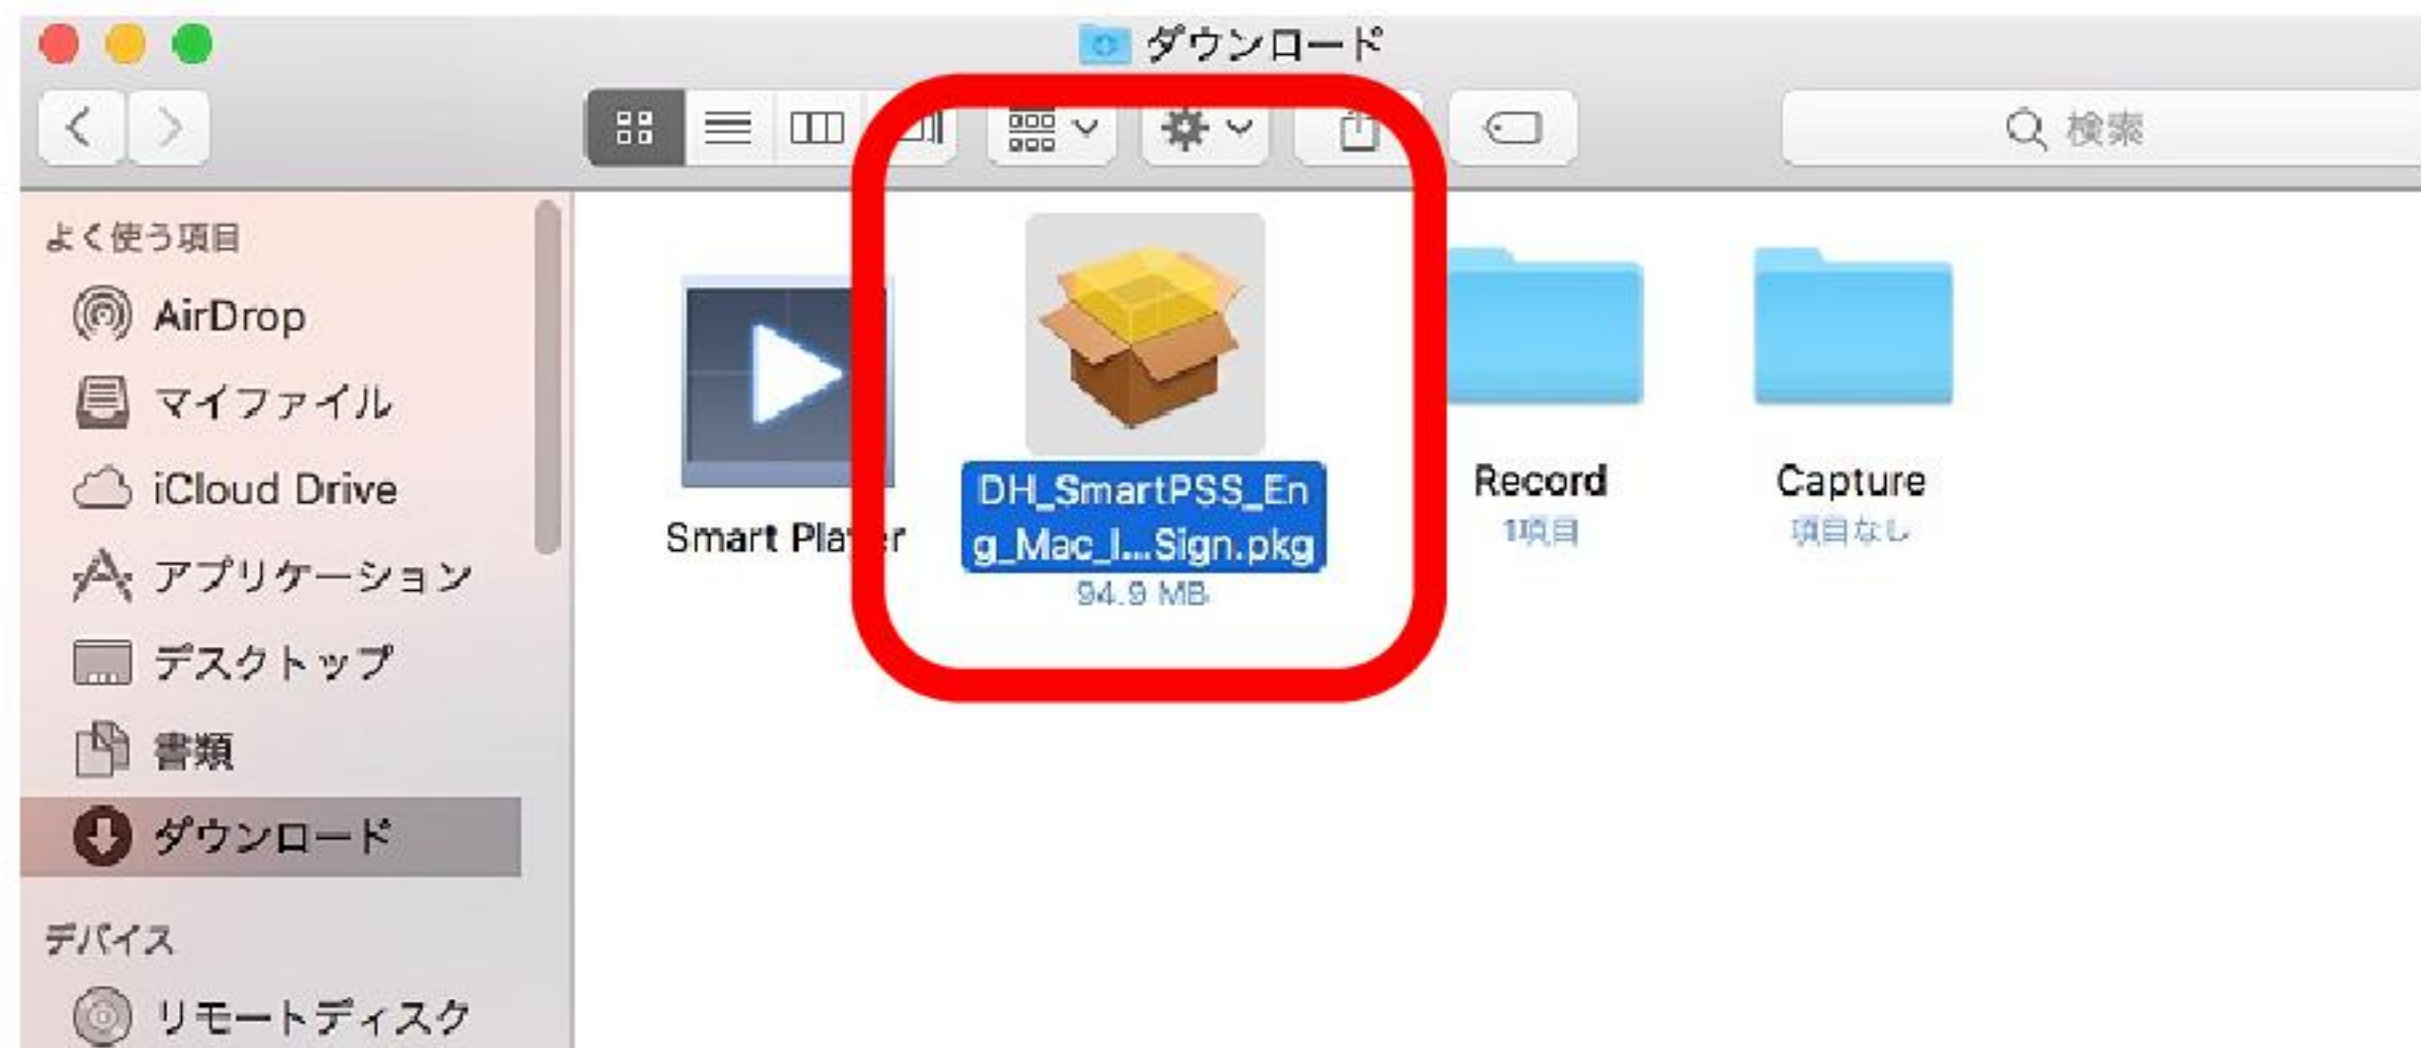 ダウンロード
検索
よく使う項目
AirDrop
マイファイル
iCloud Drive
アプリケーション
デスクトップ
書類
ダウンロード
デバイス
リモートディスク
Smart Player
DH_SmartPSS_En
g_Mac_I...Sign.pkg
94.9 MB
Record
1項目
Capture
項目なし